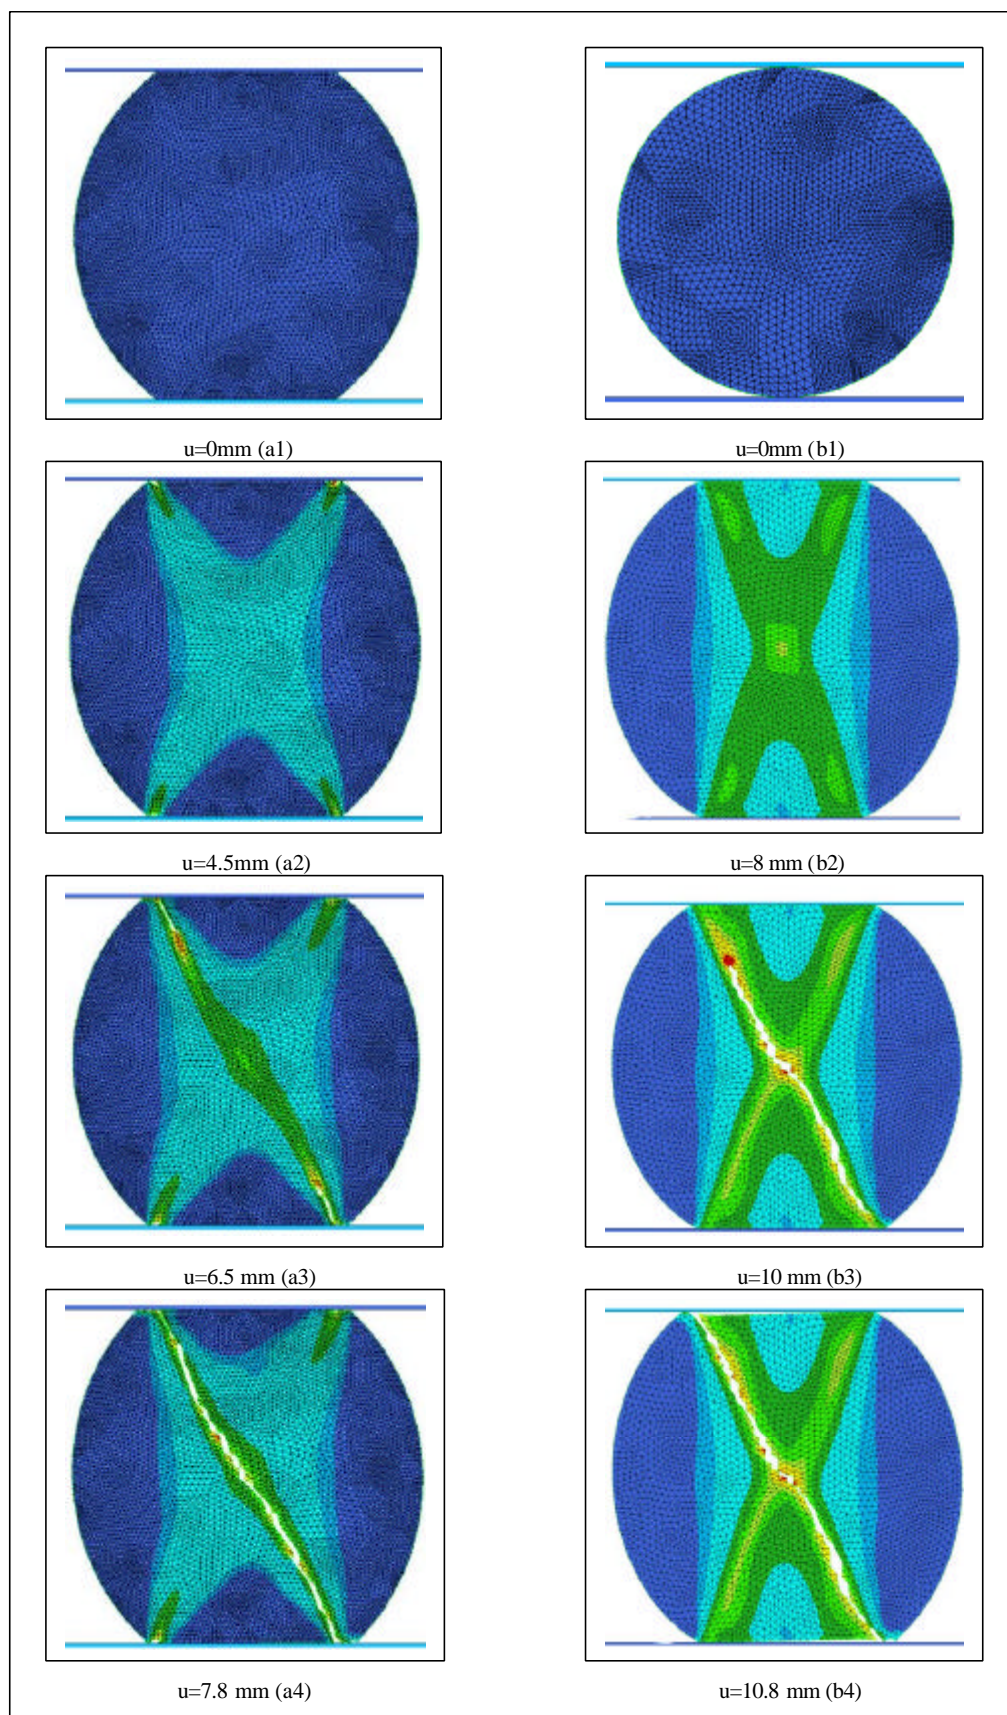 u=0mm (a1)
u=0mm (b1)
u=4.5mm (a2)
u=8 mm (b2)
u=6.5 mm (a3)
u=10 mm (b3)
u=7.8 mm (a4)
u=10.8 mm (b4)